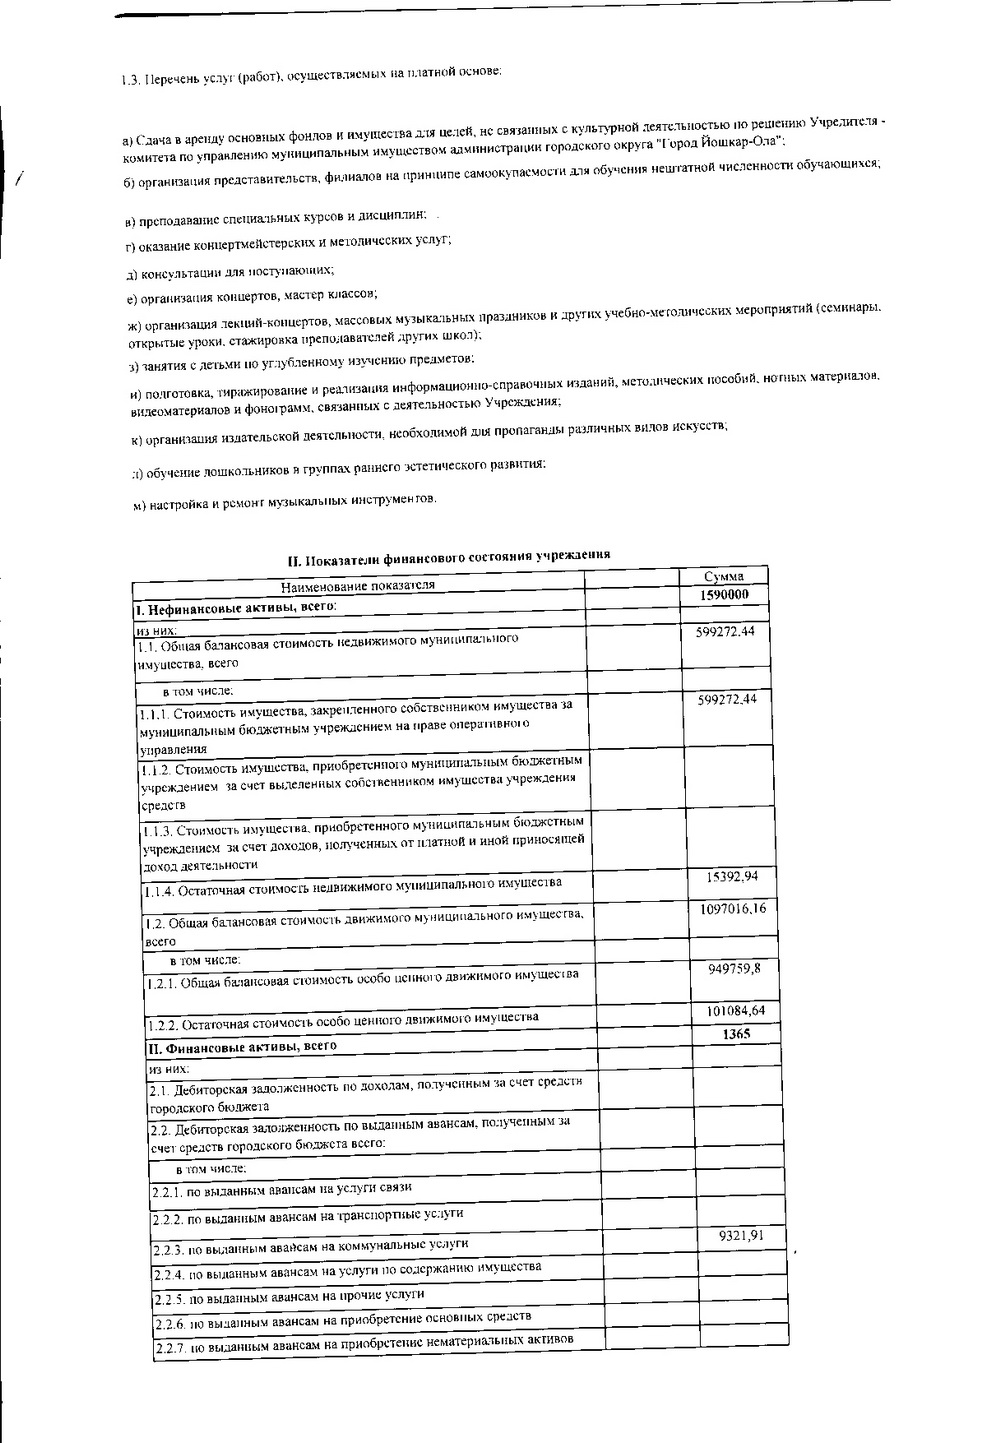 1.3. Перечень услуг (работ), осуществляемых на платной основе:
а) Сдача в аренду основных фондов и имущества для целей, не связанных с культурной деятельностью по решению Учредителя -
комитета по управлению муниципальным имуществом администрации городского округа "Город Йошкар-Ола";
б) организация представительств, филиалов на принципе самоокупаемости для обучения нештатной численности обучающихся;
в) преподавание специальных курсов и дисциплин;
г) оказание концертмейстерских и методических услуг;
д) консультации для поступающих;
е) организация концертов, мастер классов;
ж) организация лекций-концертов, массовых музыкальных праздников и других учебно-методических мероприятий (семинары,
открытые уроки, стажировка преподавателей других школ);
з) занятия с детьми по углубленному изучению предметов;
и) подготовка, тиражирование и реализация информационно-справочных изданий, методических пособий, нотных материалов,
видеоматериалов и фонограмм, связанных с деятельностью Учреждения;
к) организация издательской деятельности, необходимой для пропаганды различных видов искусств;
л) обучение дошкольников в группах раннего эстетического развития;
м) настройка и ремонт музыкальных инструментов.
II. Показатели финансового состояния учреждения
Наименование показателя Сумма
I. Нефинансовые активы, всего: 1590000
из них:
1.1. Общая балансовая стоимость недвижимого муниципального 599272,44
имущества, всего
в том числе:
1.1.1. Стоимость имущества, закрепленного собственником имущества за 599272,44
муниципальным бюджетным учреждением на праве оперативного
управления
1.1.2. Стоимость имущества, приобретенного муниципальным бюджетным
учреждением за счет выделенных собственником имущества учреждения
средств
1.1.3. Стоимость имущества, приобретенного муниципальным бюджетным
учреждением за счет доходов, полученных от платной и иной приносящей
доход деятельности
1.1.4. Остаточная стоимость недвижимого муниципального имущества 15392,94
1.2. Общая балансовая стоимость движимого муниципального имущества, 1097016,16
всего
в том числе:
1.2.1. Общая балансовая стоимость особо ценного движимого имущества 949759,8
1.2.2. Остаточная стоимость особо ценного движимого имущества 101084,64
II. Финансовые активы, всего 1365
из них:
2.1. Дебиторская задолженность по доходам, полученным за счет средств
городского бюджета
2.2. Дебиторская задолженность по выданным авансам, полученным за
счет средств городского бюджета всего:
в том числе:
2.2.1. по выданным авансам на услуги связи
2.2.2. по выданным авансам на транспортные услуги
2.2.3. по выданным авансам на коммунальные услуги 9321,91
2.2.4. по выданным авансам на услуги по содержанию имущества
2.2.5. по выданным авансам на прочие услуги
2.2.6. по выданным авансам на приобретение основных средств
2.2.7. по выданным авансам на приобретение нематериальных активов